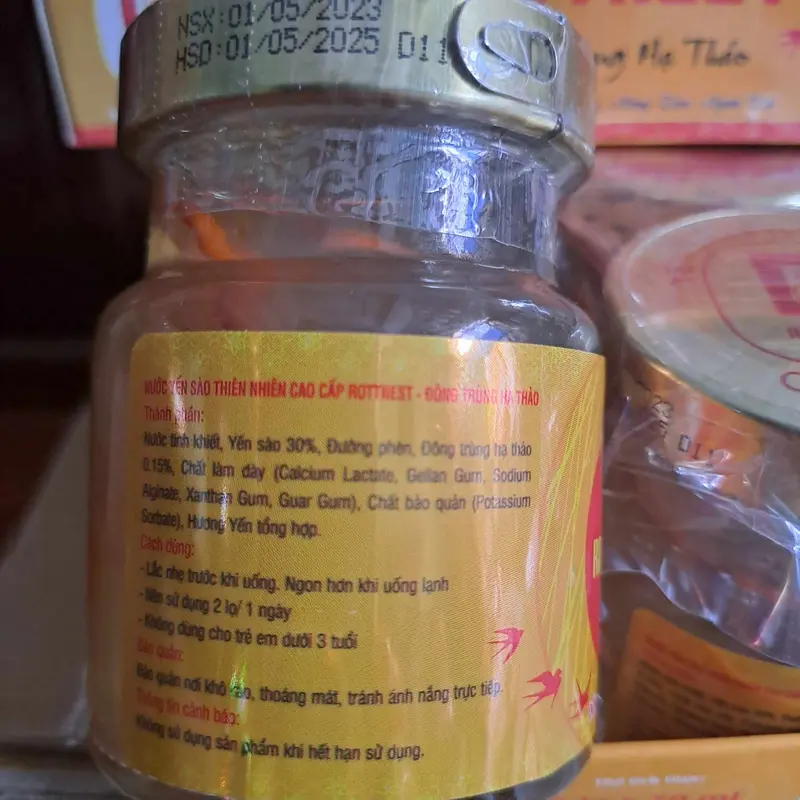 NSX:01/05/2023
HSD:01/05/2025 D11
Hạ Thảo
NƯỚC YẾN SÀO THIÊN NHIÊN CAO CẤP ROTTNEST - ĐÔNG TRÙNG HẠ THẢO
Thành phần:
Nước tinh khiết, Yến sào 30%, Đường phèn, Đông trùng hạ thảo
0.15%, Chất làm dày (Calcium Lactate, Gellan Gum, Sodium
Alginate, Xanthan Gum, Guar Gum), Chất bảo quản (Potassium
Sorbate), Hương Yến tổng hợp.
Cách dùng:
- Lắc nhẹ trước khi uống. Ngon hơn khi uống lạnh
- Nên sử dụng 2 lọ/ 1 ngày
- Không dùng cho trẻ em dưới 3 tuổi
Bảo quản:
Bảo quản nơi khô ráo, thoáng mát, tránh ánh nắng trực tiếp.
Thông tin cảnh báo:
Không sử dụng sản phẩm khi hết hạn sử dụng.
D11